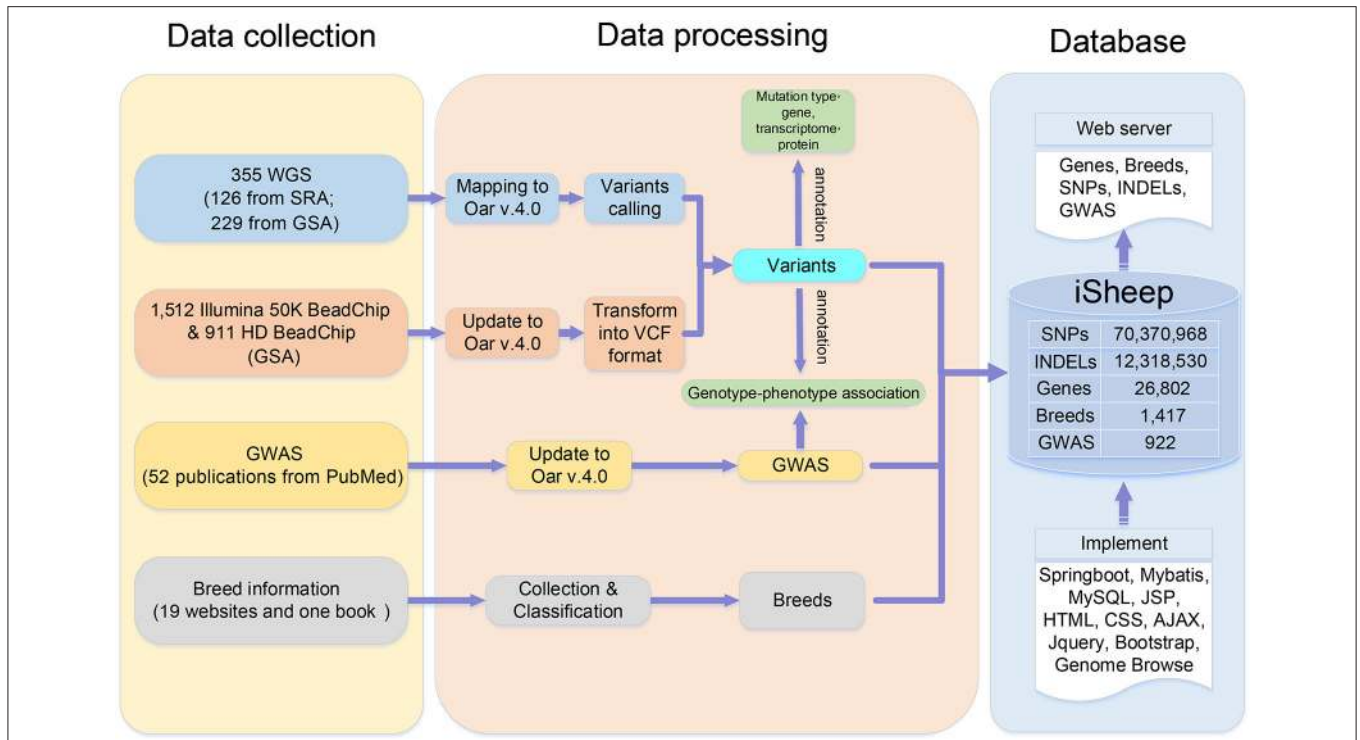 Data collection
Data processing
Database
355 WGS
(126 from SRA;
229 from GSA)
1,512 Illumina 50K BeadChip
& 911 HD BeadChip
(GSA)
GWAS
(52 publications from PubMed)
Breed information
(19 websites and one book )
Mapping to
Oar v.4.0
Variants
calling
Update to
Oar v.4.0
Transform
into VCF
format
Update to
Oar v.4.0
Collection &
Classification
Mutation type-
gene,
transcriptome-
protein
annotation
Variants
annotation
Genotype-phenotype association
GWAS
Breeds
Web server
Genes, Breeds,
SNPs, INDELs,
GWAS
iSheep
SNPs 70,370,968
INDELs 12,318,530
Genes 26,802
Breeds 1,417
GWAS 922
Implement
Springboot, Mybatis,
MySQL, JSP,
HTML, CSS, AJAX,
Jquery, Bootstrap,
Genome Browse